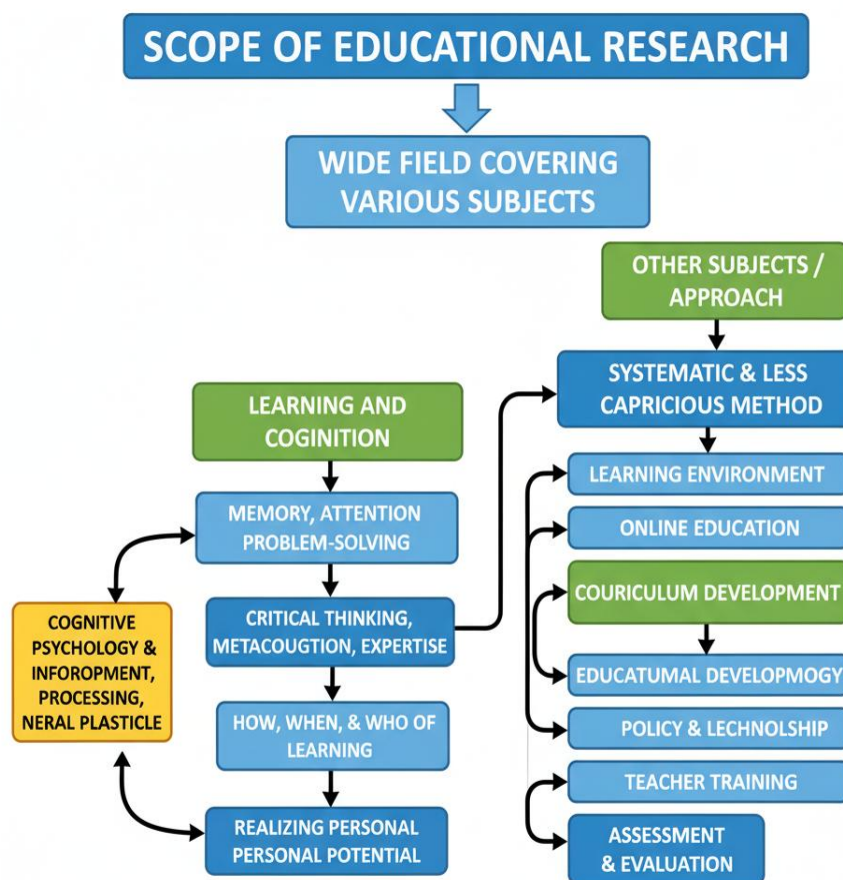 SCOPE OF EDUCATIONAL RESEARCH
WIDE FIELD COVERING
VARIOUS SUBJECTS
LEARNING AND
COGINITION
MEMORY, ATTENTION
PROBLEM-SOLVING
CRITICAL THINKING,
METACOUGTION, EXPERTISE
HOW, WHEN, & WHO OF
LEARNING
REALIZING PERSONAL
PERSONAL POTENTIAL
COGNITIVE
PSYCHOLOGY &
INFOROPMENT,
PROCESSING,
NERAL PLASTICLE
OTHER SUBJECTS /
APPROACH
SYSTEMATIC & LESS
CAPRICIOUS METHOD
LEARNING ENVIRONMENT
ONLINE EDUCATION
COURICULUM DEVELOPMENT
EDUCATUMAL DEVELOPMOGY
POLICY & LECHNOLSHIP
TEACHER TRAINING
ASSESSMENT
& EVALUATION